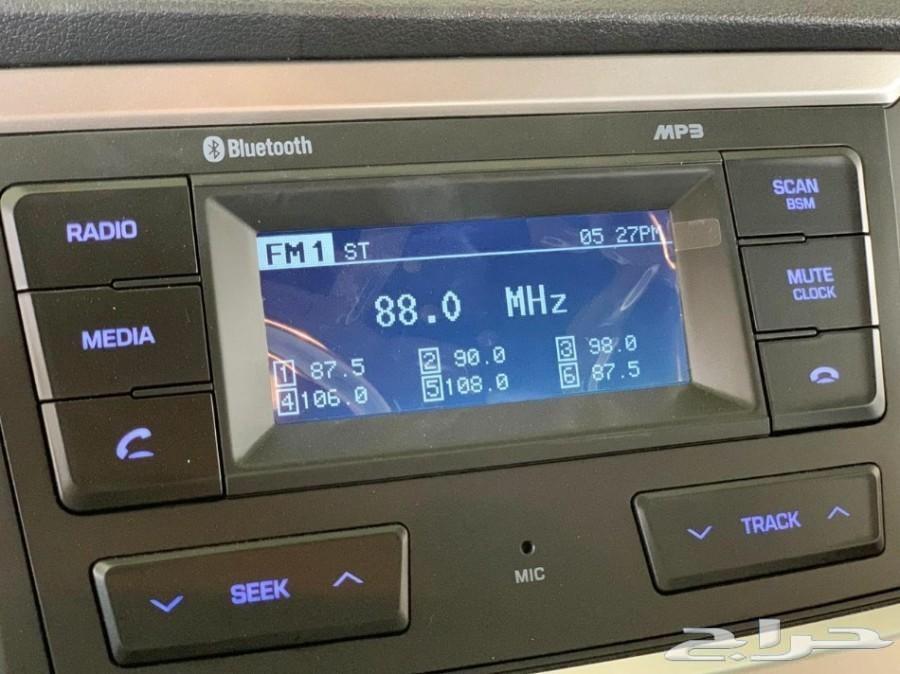 Bluetooth
MP3
RADIO
MEDIA
FM1 ST 05 27PM
88.0 MHz
1 87.5 2 90.0 3 98.0
4 106.0 5 108.0 6 87.5
SCAN
BSM
MUTE
CLOCK
SEEK
MIC
TRACK
حراج